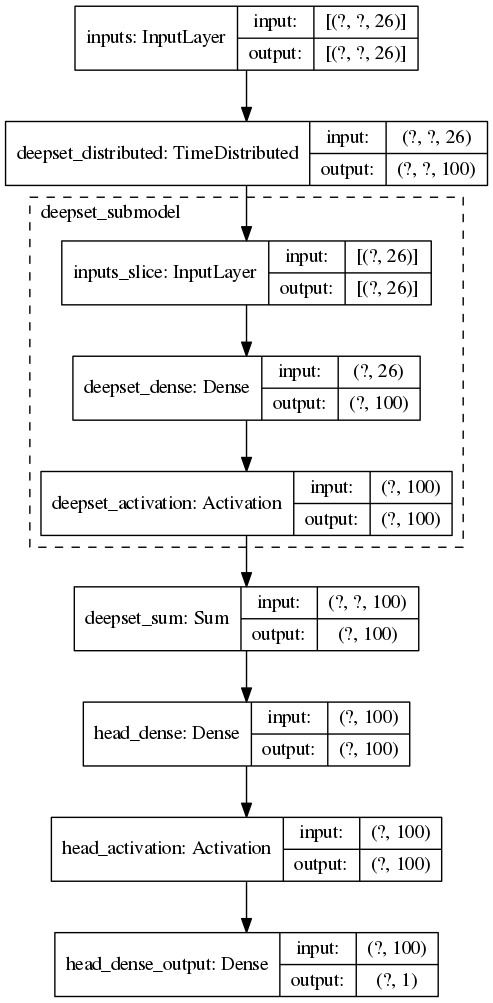 inputs: InputLayer
input: [(?, ?, 26)]
output: [(?, ?, 26)]
deepset_distributed: TimeDistributed
input: (?, ?, 26)
output: (?, ?, 100)
deepset_submodel
inputs_slice: InputLayer
input: [(?, 26)]
output: [(?, 26)]
deepset_dense: Dense
input: (?, 26)
output: (?, 100)
deepset_activation: Activation
input: (?, 100)
output: (?, 100)
deepset_sum: Sum
input: (?, ?, 100)
output: (?, 100)
head_dense: Dense
input: (?, 100)
output: (?, 100)
head_activation: Activation
input: (?, 100)
output: (?, 100)
head_dense_output: Dense
input: (?, 100)
output: (?, 1)